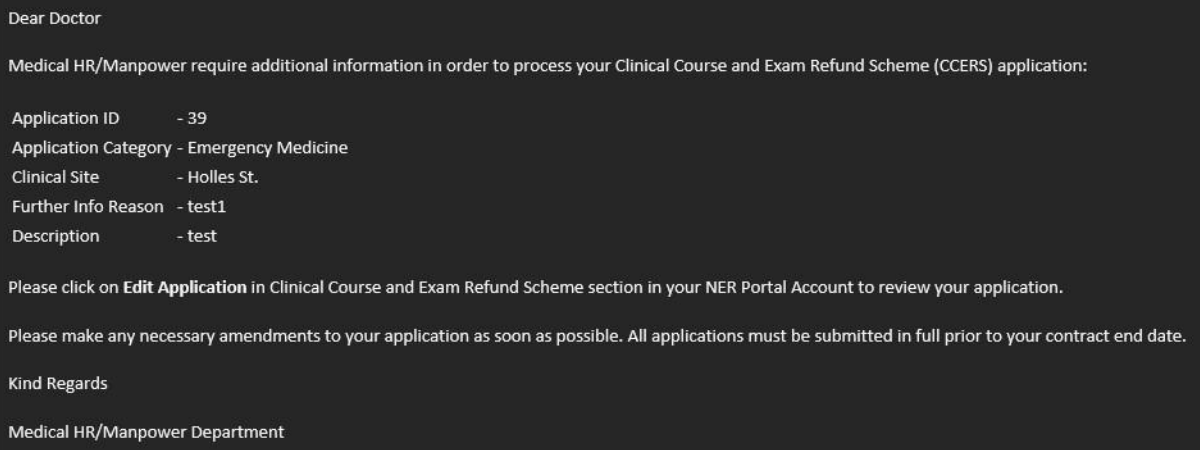 Dear Doctor
Medical HR/Manpower require additional information in order to process your Clinical Course and Exam Refund Scheme (CCERS) application:
Application ID - 39
Application Category - Emergency Medicine
Clinical Site - Holles St.
Further Info Reason - test1
Description - test
Please click on Edit Application in Clinical Course and Exam Refund Scheme section in your NER Portal Account to review your application.
Please make any necessary amendments to your application as soon as possible. All applications must be submitted in full prior to your contract end date.
Kind Regards
Medical HR/Manpower Department